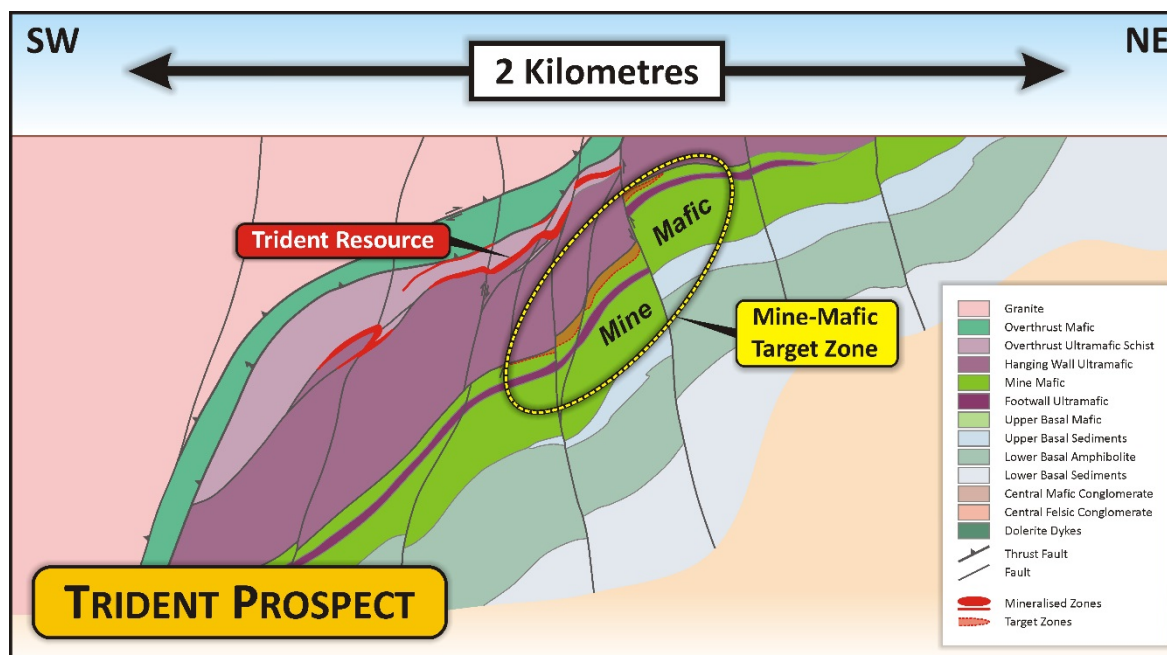 SW
NE
2 Kilometres
Trident Resource
Mafic
Mine
Mine-Mafic
Target Zone
TRIDENT PROSPECT
Granite
Overthrust Mafic
Overthrust Ultramafic Schist
Hanging Wall Ultramafic
Mine Mafic
Footwall Ultramafic
Upper Basal Mafic
Upper Basal Sediments
Lower Basal Amphibolite
Lower Basal Sediments
Central Mafic Conglomerate
Central Felsic Conglomerate
Dolerite Dykes
Thrust Fault
Fault
Mineralised Zones
Target Zones